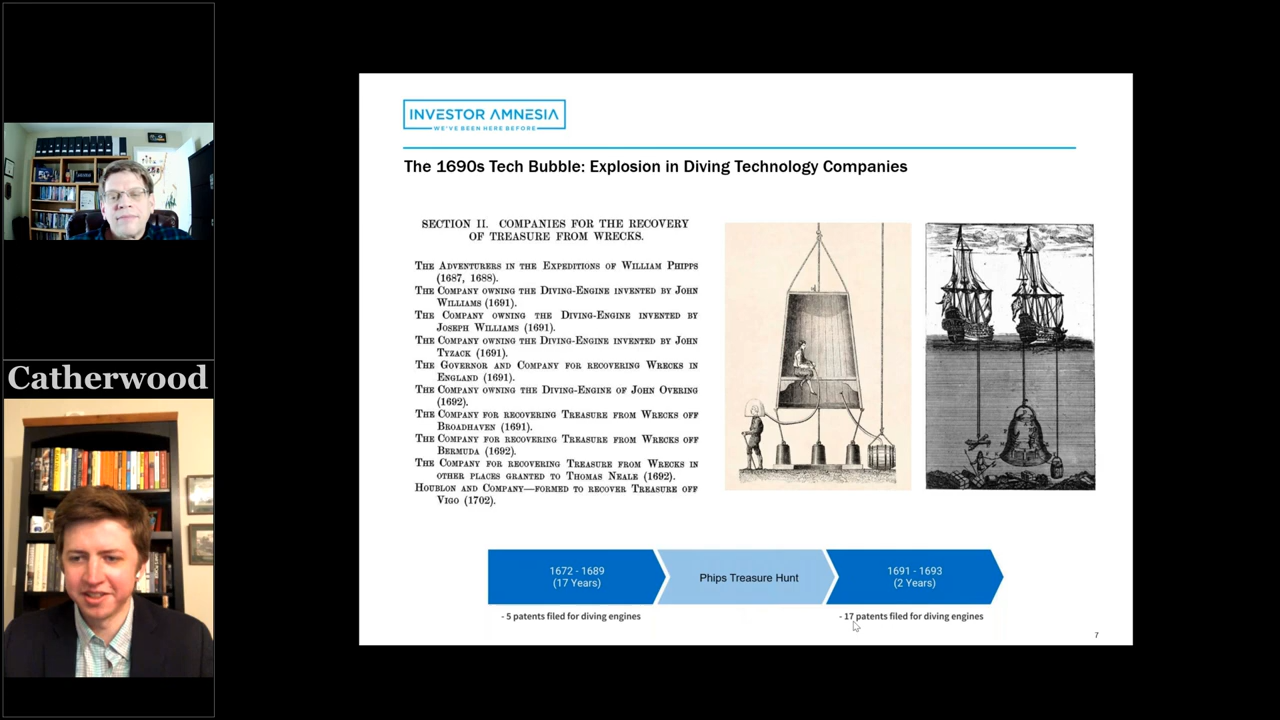 INVESTOR AMNESIA
WE'VE BEEN HERE BEFORE
The 1690s Tech Bubble: Explosion in Diving Technology Companies
SECTION II. COMPANIES FOR THE RECOVERY
OF TREASURE FROM WRECKS.
THE ADVENTURERS IN THE EXPEDITIONS OF WILLIAM PHIPPS
(1687, 1688).
THE COMPANY OWNING THE DIVING-ENGINE INVENTED BY JOHN
WILLIAMS (1691).
THE COMPANY OWNING THE DIVING-ENGINE INVENTED BY
JOSEPH WILLIAMS (1691).
THE COMPANY OWNING THE DIVING-ENGINE INVENTED BY JOHN
TYZACK (1691).
THE GOVERNOR AND COMPANY FOR RECOVERING WRECKS IN
ENGLAND (1691).
THE COMPANY OWNING THE DIVING-ENGINE OF JOHN OVERING
(1692).
THE COMPANY FOR RECOVERING TREASURE FROM WRECKS OFF
BROADHAVEN (1691).
THE COMPANY FOR RECOVERING TREASURE FROM WRECKS OFF
BERMUDA (1692).
THE COMPANY FOR RECOVERING TREASURE FROM WRECKS IN
OTHER PLACES GRANTED TO THOMAS NEALE (1692).
HOUBLON AND COMPANY—FORMED TO RECOVER TREASURE OFF
VIGO (1702).
1672 - 1689
(17 Years)
Phips Treasure Hunt
1691 - 1693
(2 Years)
- 5 patents filed for diving engines
- 17 patents filed for diving engines
7
Catherwood